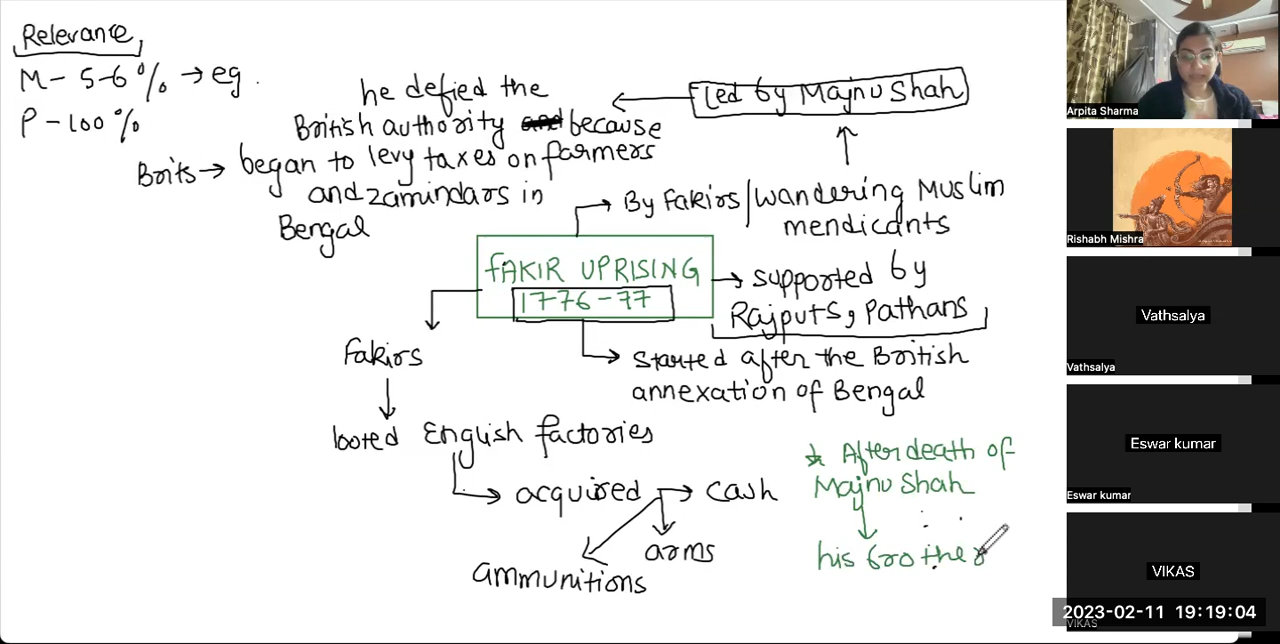 Relevance
M - 5-6% → eg.
P - 100%
he defied the
British authority because
Brits → began to levy taxes on farmers
and zamindars in
Bengal
Led by Majnu Shah
By Fakirs/wandering Muslim
mendicants
FAKIR UPRISING
1776-77
supported by
Rajputs, Pathans
Started after the British
annexation of Bengal
Fakirs
looted English factories
acquired → cash
arms
ammunitions
* After death of
Majnu Shah
his brother
Arpita Sharma
Rishabh Mishra
Vathsalya
Vathsalya
Eswar kumar
Eswar kumar
VIKAS
2023-02-11 19:19:04
VIKAS